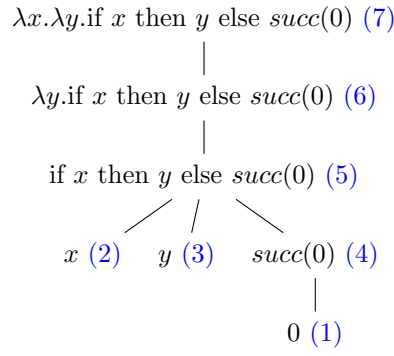 λx.λy.if x then y else succ(0) (7)
λy.if x then y else succ(0) (6)
if x then y else succ(0) (5)
x (2) y (3) succ(0) (4)
0 (1)